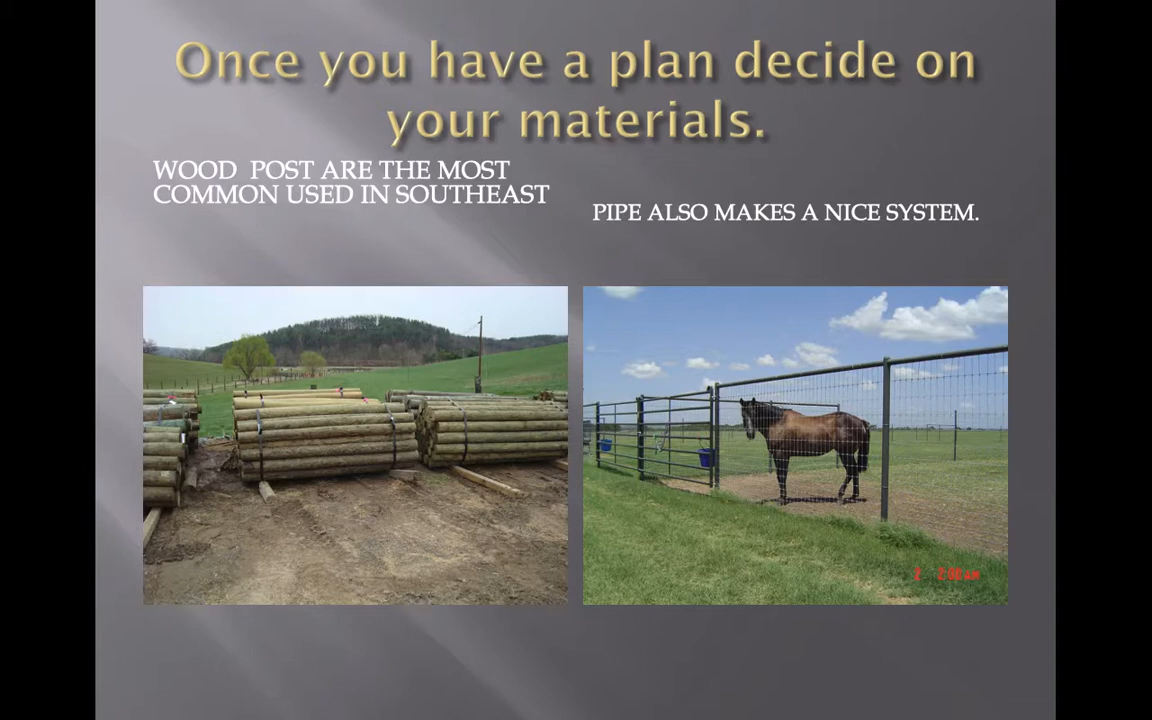 Once you have a plan decide on
your materials.
WOOD POST ARE THE MOST
COMMON USED IN SOUTHEAST
PIPE ALSO MAKES A NICE SYSTEM.